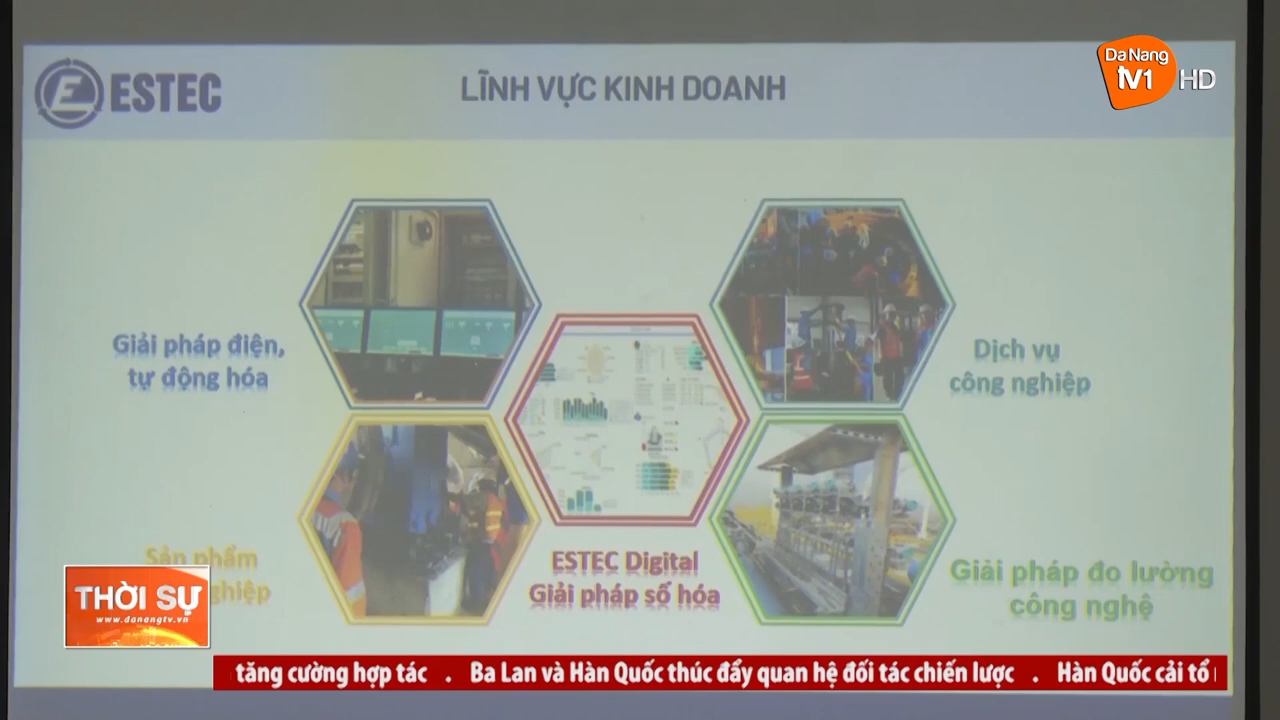 ESTEC
LĨNH VỰC KINH DOANH
Da Nang
tv1 HD
Giải pháp điện,
tự động hóa
Dịch vụ
công nghiệp
Sản phẩm
nghiệp
ESTEC Digital
Giải pháp số hóa
Giải pháp đo lường
công nghệ
THỜI SỰ
www.danangtv.vn
tăng cường hợp tác . Ba Lan và Hàn Quốc thúc đẩy quan hệ đối tác chiến lược . Hàn Quốc cải tổ